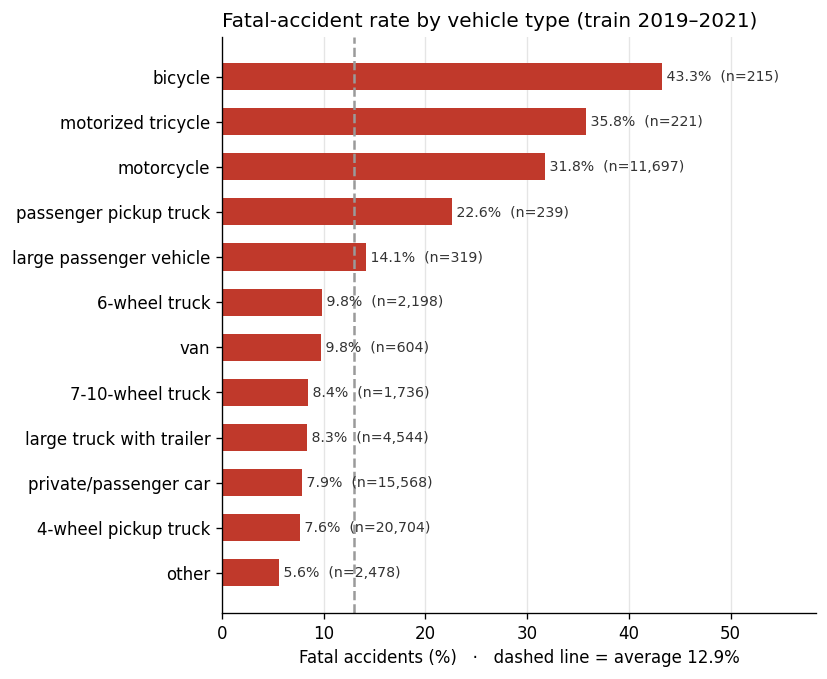 Fatal-accident rate by vehicle type (train 2019–2021)
bicycle 43.3% (n=215)
motorized tricycle 35.8% (n=221)
motorcycle 31.8% (n=11,697)
passenger pickup truck 22.6% (n=239)
large passenger vehicle 14.1% (n=319)
6-wheel truck 9.8% (n=2,198)
van 9.8% (n=604)
7-10-wheel truck 8.4% (n=1,736)
large truck with trailer 8.3% (n=4,544)
private/passenger car 7.9% (n=15,568)
4-wheel pickup truck 7.6% (n=20,704)
other 5.6% (n=2,478)
0 10 20 30 40 50
Fatal accidents (%) · dashed line = average 12.9%